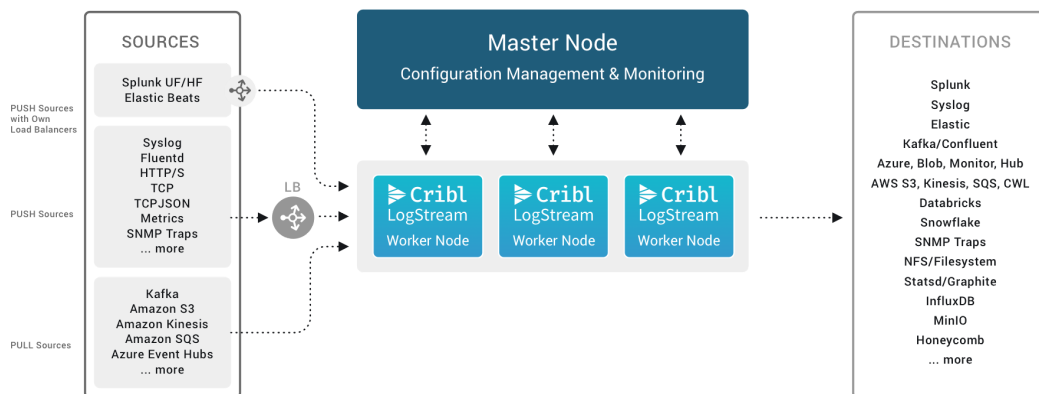 SOURCES
PUSH Sources
with Own
Load Balancers
Splunk UF/HF
Elastic Beats
PUSH Sources
Syslog
Fluentd
HTTP/S
TCP
TCPJSON
Metrics
SNMP Traps
... more
PULL Sources
Kafka
Amazon S3
Amazon Kinesis
Amazon SQS
Azure Event Hubs
... more
LB
Master Node
Configuration Management & Monitoring
Cribl
LogStream
Worker Node
Cribl
LogStream
Worker Node
Cribl
LogStream
Worker Node
DESTINATIONS
Splunk
Syslog
Elastic
Kafka/Confluent
Azure, Blob, Monitor, Hub
AWS S3, Kinesis, SQS, CWL
Databricks
Snowflake
SNMP Traps
NFS/Filesystem
Statsd/Graphite
InfluxDB
MinIO
Honeycomb
... more